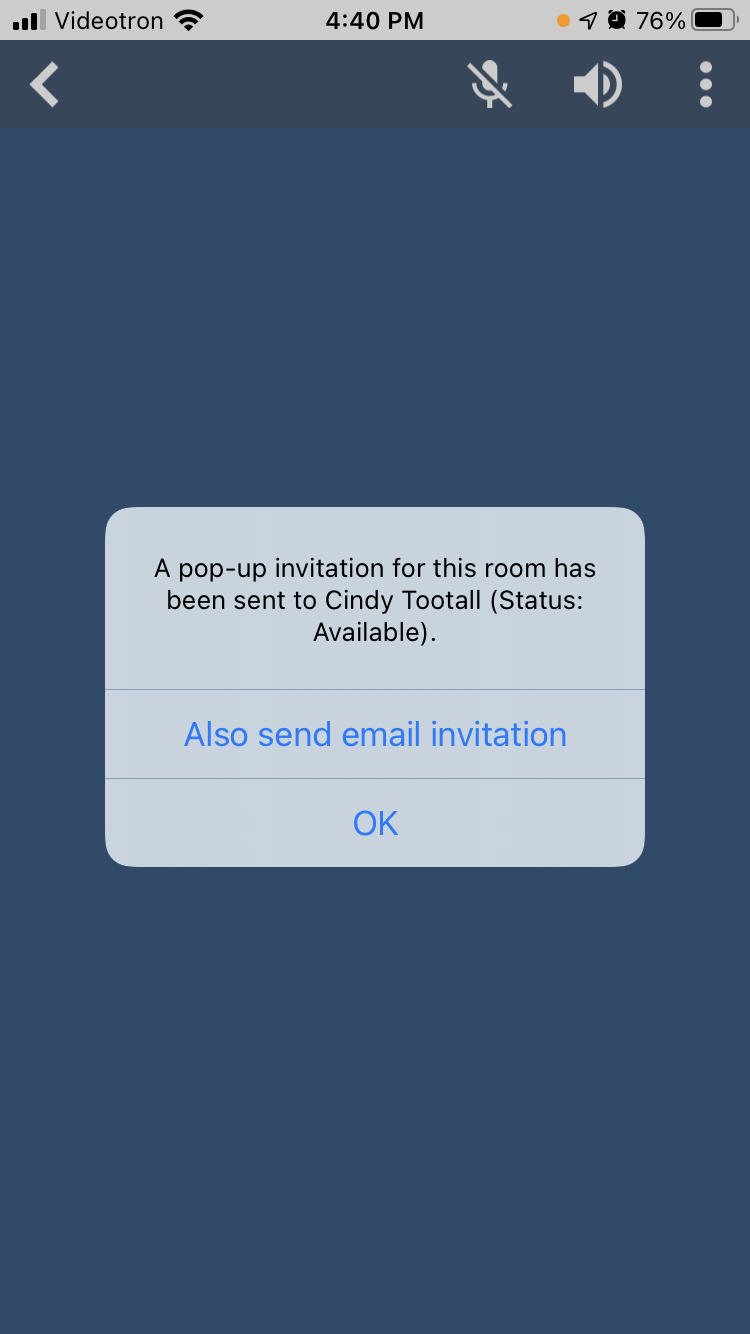 Videotron 4:40 PM 76%
A pop-up invitation for this room has
been sent to Cindy Tootall (Status:
Available).
Also send email invitation
OK